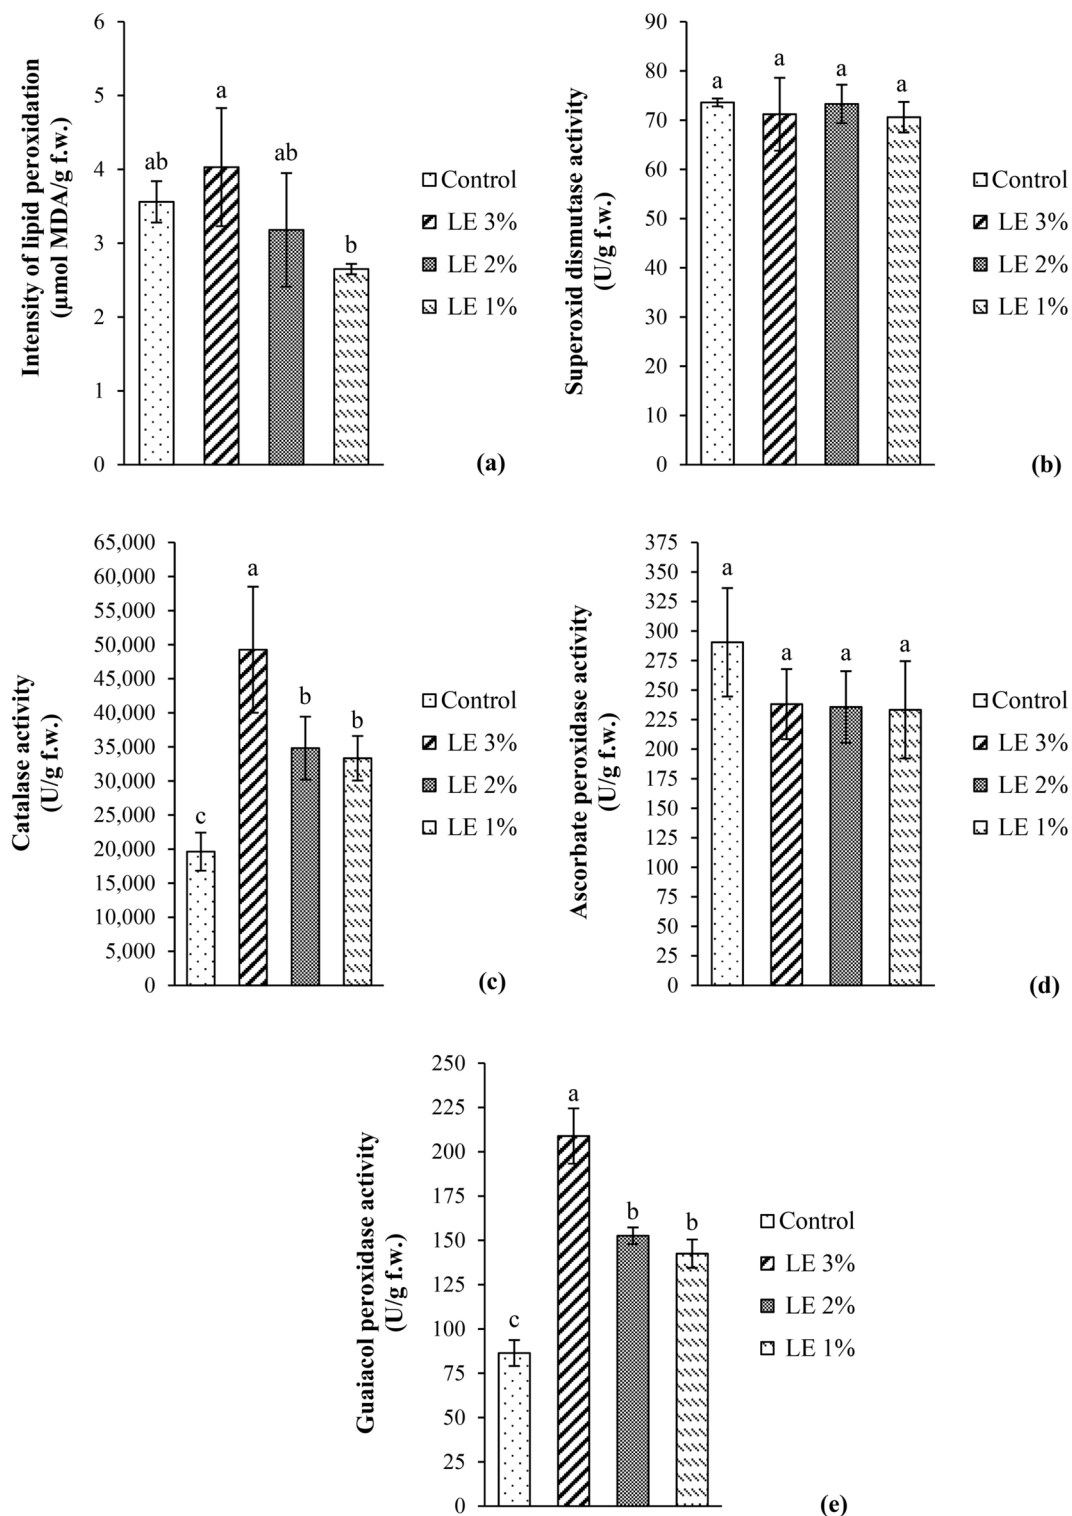 Intensity of lipid peroxidation
(μmol MDA/g f.w.)
6
5
4
3
2
1
0
ab
a
ab
b
Control
LE 3%
LE 2%
LE 1%
(a)
Superoxid dismutase activity
(U/g f.w.)
90
80
70
60
50
40
30
20
10
0
a
a
a
a
Control
LE 3%
LE 2%
LE 1%
(b)
Catalase activity
(U/g f.w.)
65,000
60,000
55,000
50,000
45,000
40,000
35,000
30,000
25,000
20,000
15,000
10,000
5,000
0
c
a
b
b
Control
LE 3%
LE 2%
LE 1%
(c)
Ascorbate peroxidase activity
(U/g f.w.)
375
350
325
300
275
250
225
200
175
150
125
100
75
50
25
0
a
a
a
a
Control
LE 3%
LE 2%
LE 1%
(d)
Guaiacol peroxidase activity
(U/g f.w.)
250
225
200
175
150
125
100
75
50
25
0
c
a
b
b
Control
LE 3%
LE 2%
LE 1%
(e)